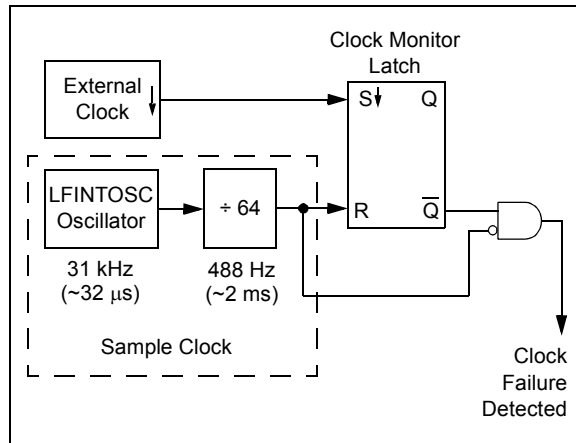 Clock Monitor
Latch
External
Clock
S
Q
LFINTOSC
Oscillator
÷ 64
R
Q̅
31 kHz
(~32 μs)
488 Hz
(~2 ms)
Sample Clock
Clock
Failure
Detected